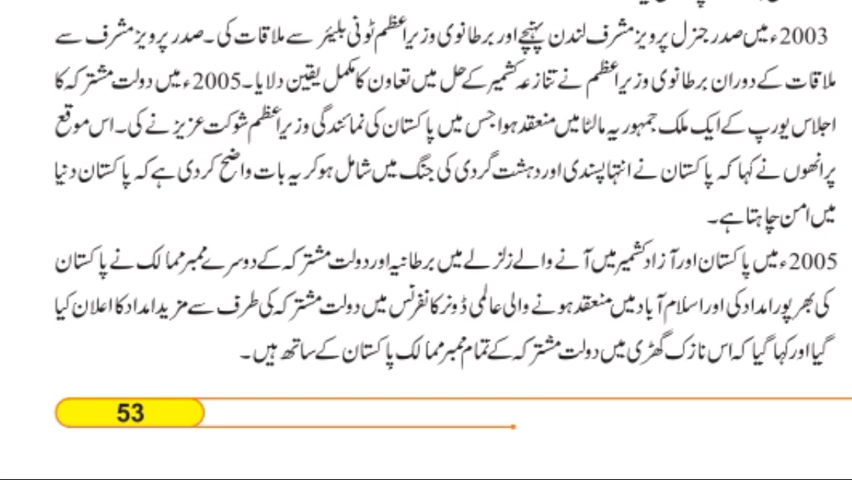 2003ء میں صدر جنرل پرویز مشرف لندن پہنچے اور برطانوی وزیراعظم ٹونی بلیئر سے ملاقات کی۔ صدر پرویز مشرف سے
ملاقات کے دوران برطانوی وزیراعظم نے تنازعہ کشمیر کے حل میں تعاون کا مکمل یقین دلایا۔ 2005ء میں دولت مشترکہ کا
اجلاس یورپ کے ایک ملک جمہوریہ مالٹا میں منعقد ہوا جس میں پاکستان کی نمائندگی وزیراعظم شوکت عزیز نے کی۔ اس موقع
پر انھوں نے کہا کہ پاکستان نے انتہا پسندی اور دہشت گردی کی جنگ میں شامل ہو کر یہ بات واضح کر دی ہے کہ پاکستان دنیا
میں امن چاہتا ہے۔
2005ء میں پاکستان اور آزاد کشمیر میں آنے والے زلزلے میں برطانیہ اور دولت مشترکہ کے دوسرے ممبر ممالک نے پاکستان
کی بھرپور امداد کی اور اسلام آباد میں منعقد ہونے والی عالمی ڈونر کانفرنس میں دولت مشترکہ کی طرف سے مزید امداد کا اعلان کیا
گیا اور کہا گیا کہ اس نازک گھڑی میں دولت مشترکہ کے تمام ممبر ممالک پاکستان کے ساتھ ہیں۔
53